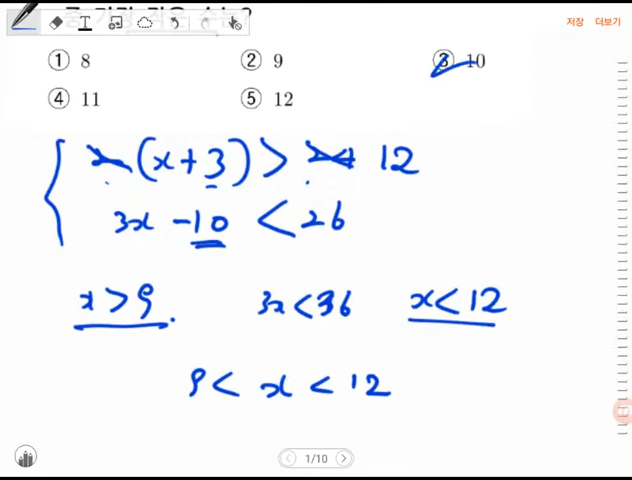 저장 더보기
① 8 ② 9 ③ 10
④ 11 ⑤ 12
(x+3) > 12
3x - 10 < 26
x > 9 3x < 36 x < 12
9 < x < 12
1/10